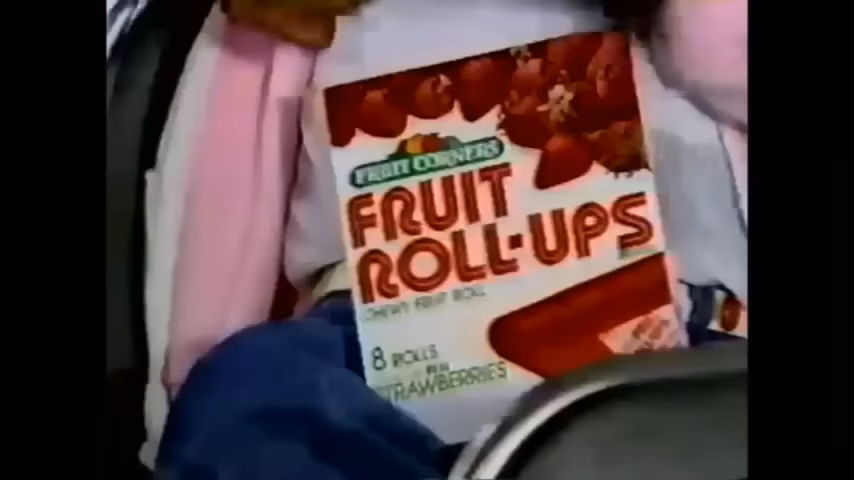 FRUIT CORNERS
FRUIT
ROLL-UPS
CHEWY FRUIT ROLL
8 ROLLS
STRAWBERRIES